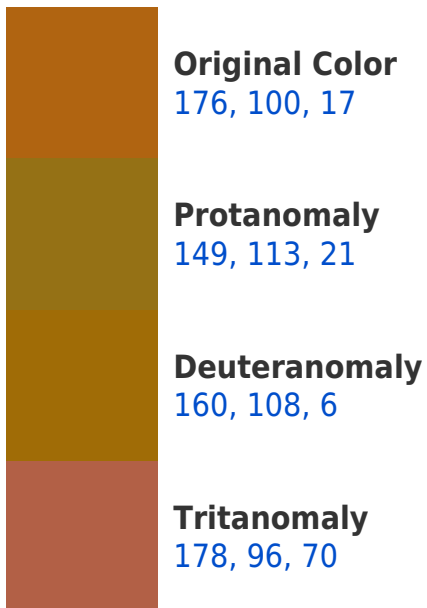 Original Color
176, 100, 17
Protanomaly
149, 113, 21
Deuteranomaly
160, 108, 6
Tritanomaly
178, 96, 70